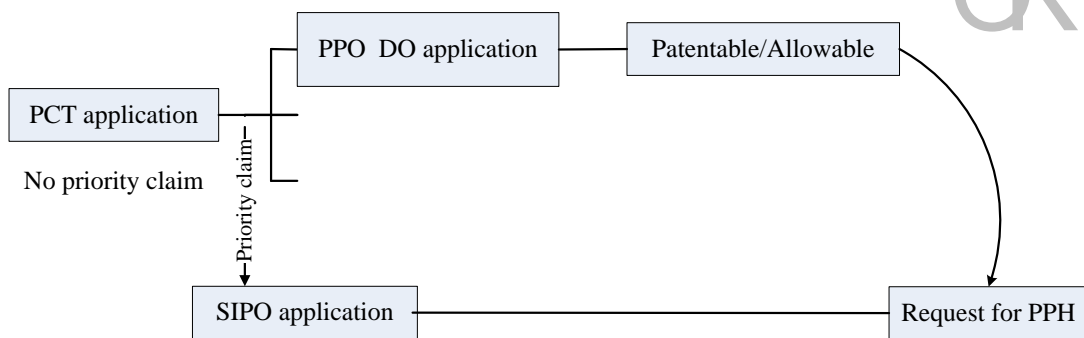 PPO DO application
Patentable/Allowable
PCT application
No priority claim
Priority claim
SIPO application
Request for PPH